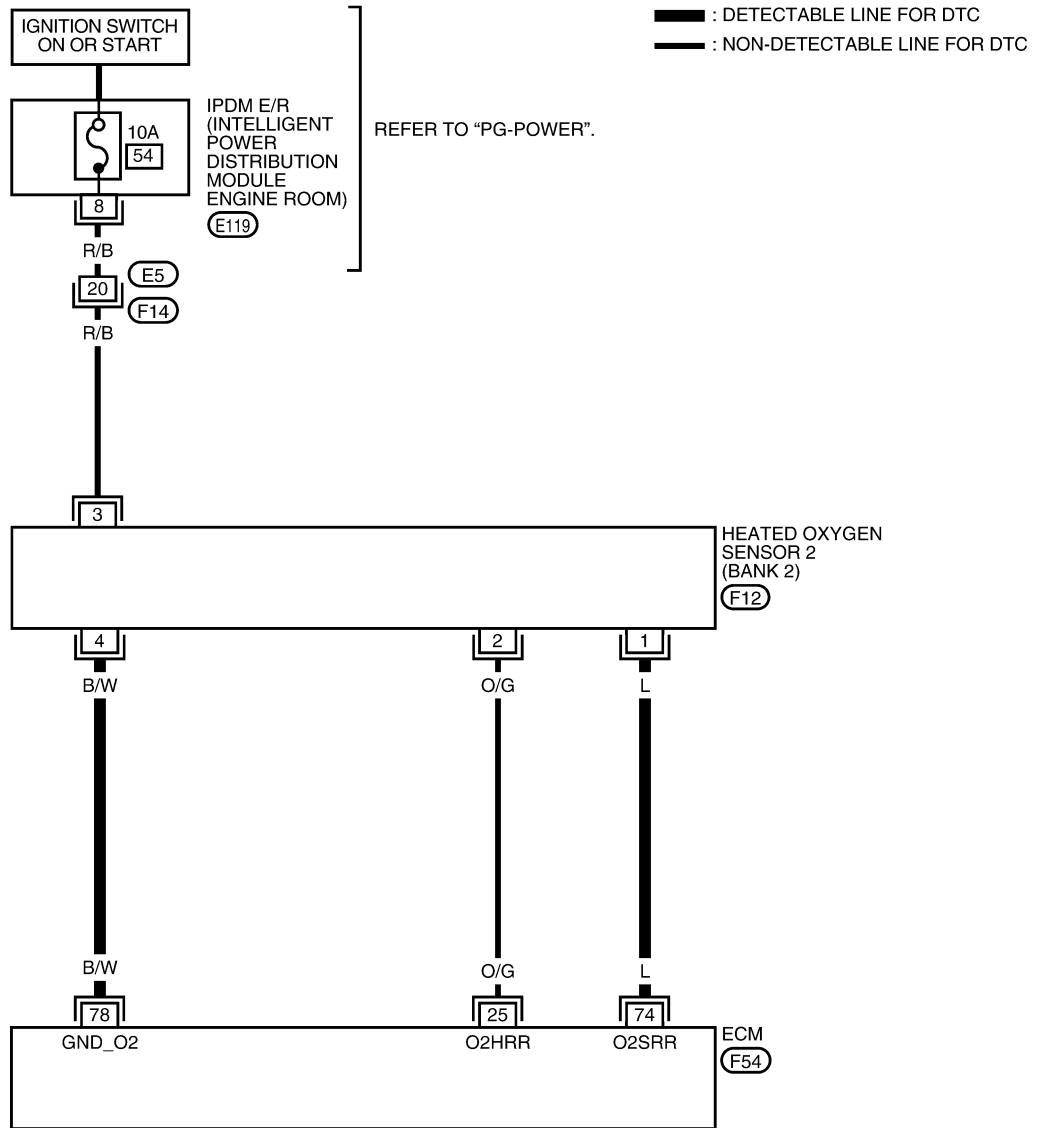 IGNITION SWITCH
ON OR START
: DETECTABLE LINE FOR DTC
: NON-DETECTABLE LINE FOR DTC
10A
54
IPDM E/R
(INTELLIGENT
POWER
DISTRIBUTION
MODULE
ENGINE ROOM)
E119
REFER TO “PG-POWER”.
8
R/B
20
E5
F14
R/B
3
HEATED OXYGEN
SENSOR 2
(BANK 2)
F12
4
2
1
B/W
O/G
L
B/W
O/G
L
78
25
74
GND_O2
O2HRR
O2SRR
ECM
F54